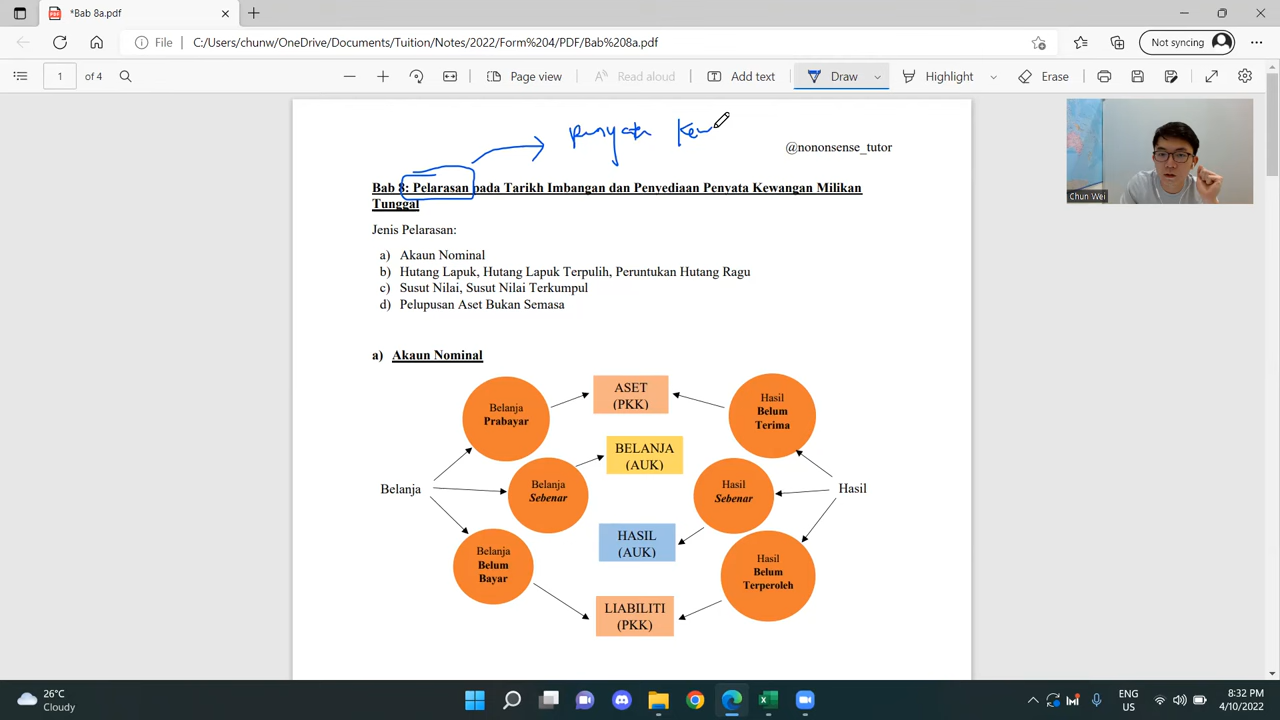 *Bab 8a.pdf
File C:/Users/chunw/OneDrive/Documents/Tuition/Notes/2022/Form%204/PDF/Bab%208a.pdf Not syncing
1 of 4 Page view Read aloud Add text Draw Highlight Erase
penyata Kew
@nononsense_tutor
Bab 8: Pelarasan pada Tarikh Imbangan dan Penyediaan Penyata Kewangan Milikan
Tunggal
Jenis Pelarasan:
a) Akaun Nominal
b) Hutang Lapuk, Hutang Lapuk Terpulih, Peruntukan Hutang Ragu
c) Susut Nilai, Susut Nilai Terkumpul
d) Pelupusan Aset Bukan Semasa
a) Akaun Nominal
Belanja
Prabayar
ASET
(PKK)
Hasil
Belum
Terima
BELANJA
(AUK)
Belanja
Belanja
Sebenar
Hasil
Sebenar
Hasil
HASIL
(AUK)
Belanja
Belum
Bayar
Hasil
Belum
Terperoleh
LIABILITI
(PKK)
Chun Wei
26°C
Cloudy
ENG
US
8:32 PM
4/10/2022